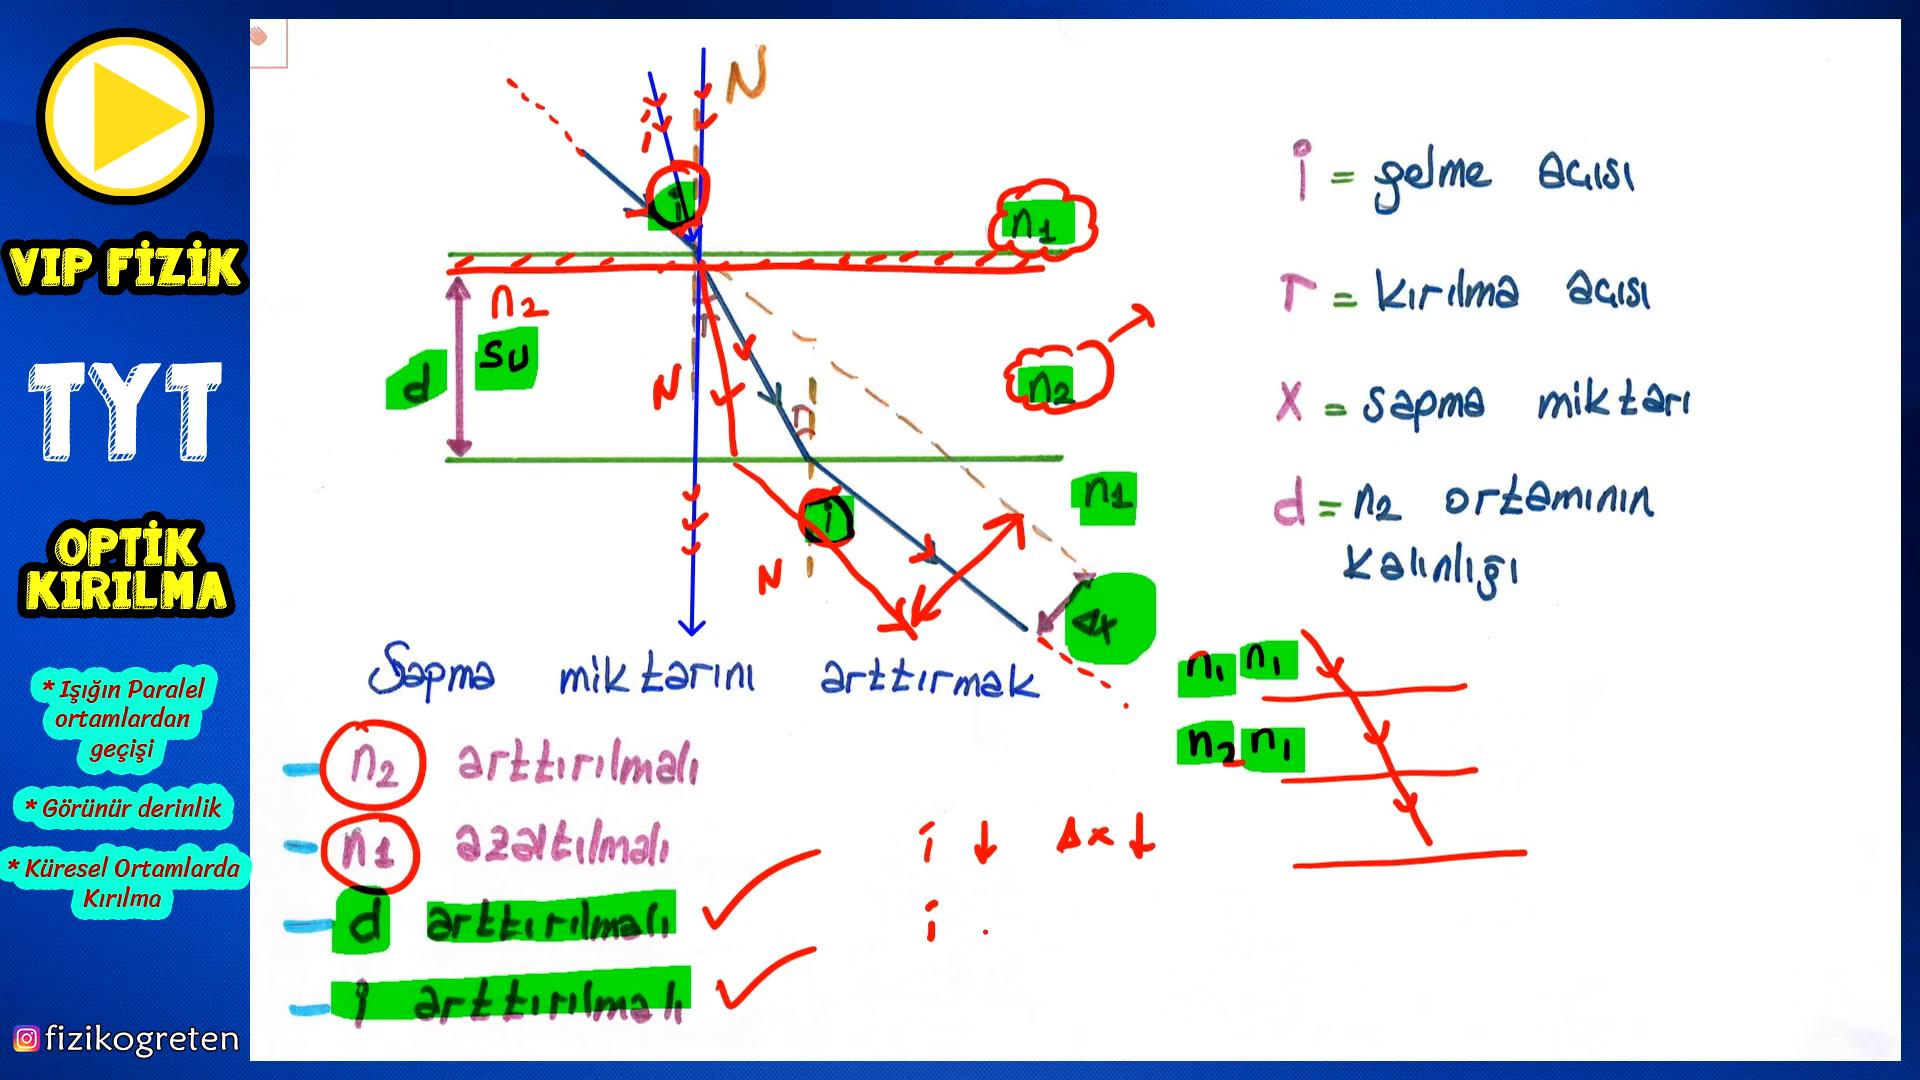 VIP FİZİK
TYT
OPTİK
KIRILMA
* Işığın Paralel
ortamlardan
geçişi
* Görünür derinlik
* Küresel Ortamlarda
Kırılma
fizikogreten
N
i
i
n1
n2
su
d
r
N
n2
r
n1
i
N
Δx
i = gelme açısı
r = kırılma açısı
x = sapma miktarı
d = n2 ortamının
kalınlığı
Sapma miktarını arttırmak
n2 arttırılmalı
n1 azaltılmalı
d arttırılmalı
i arttırılmalı
i ↓ Δx ↓
i
n1 n1
n2 n1